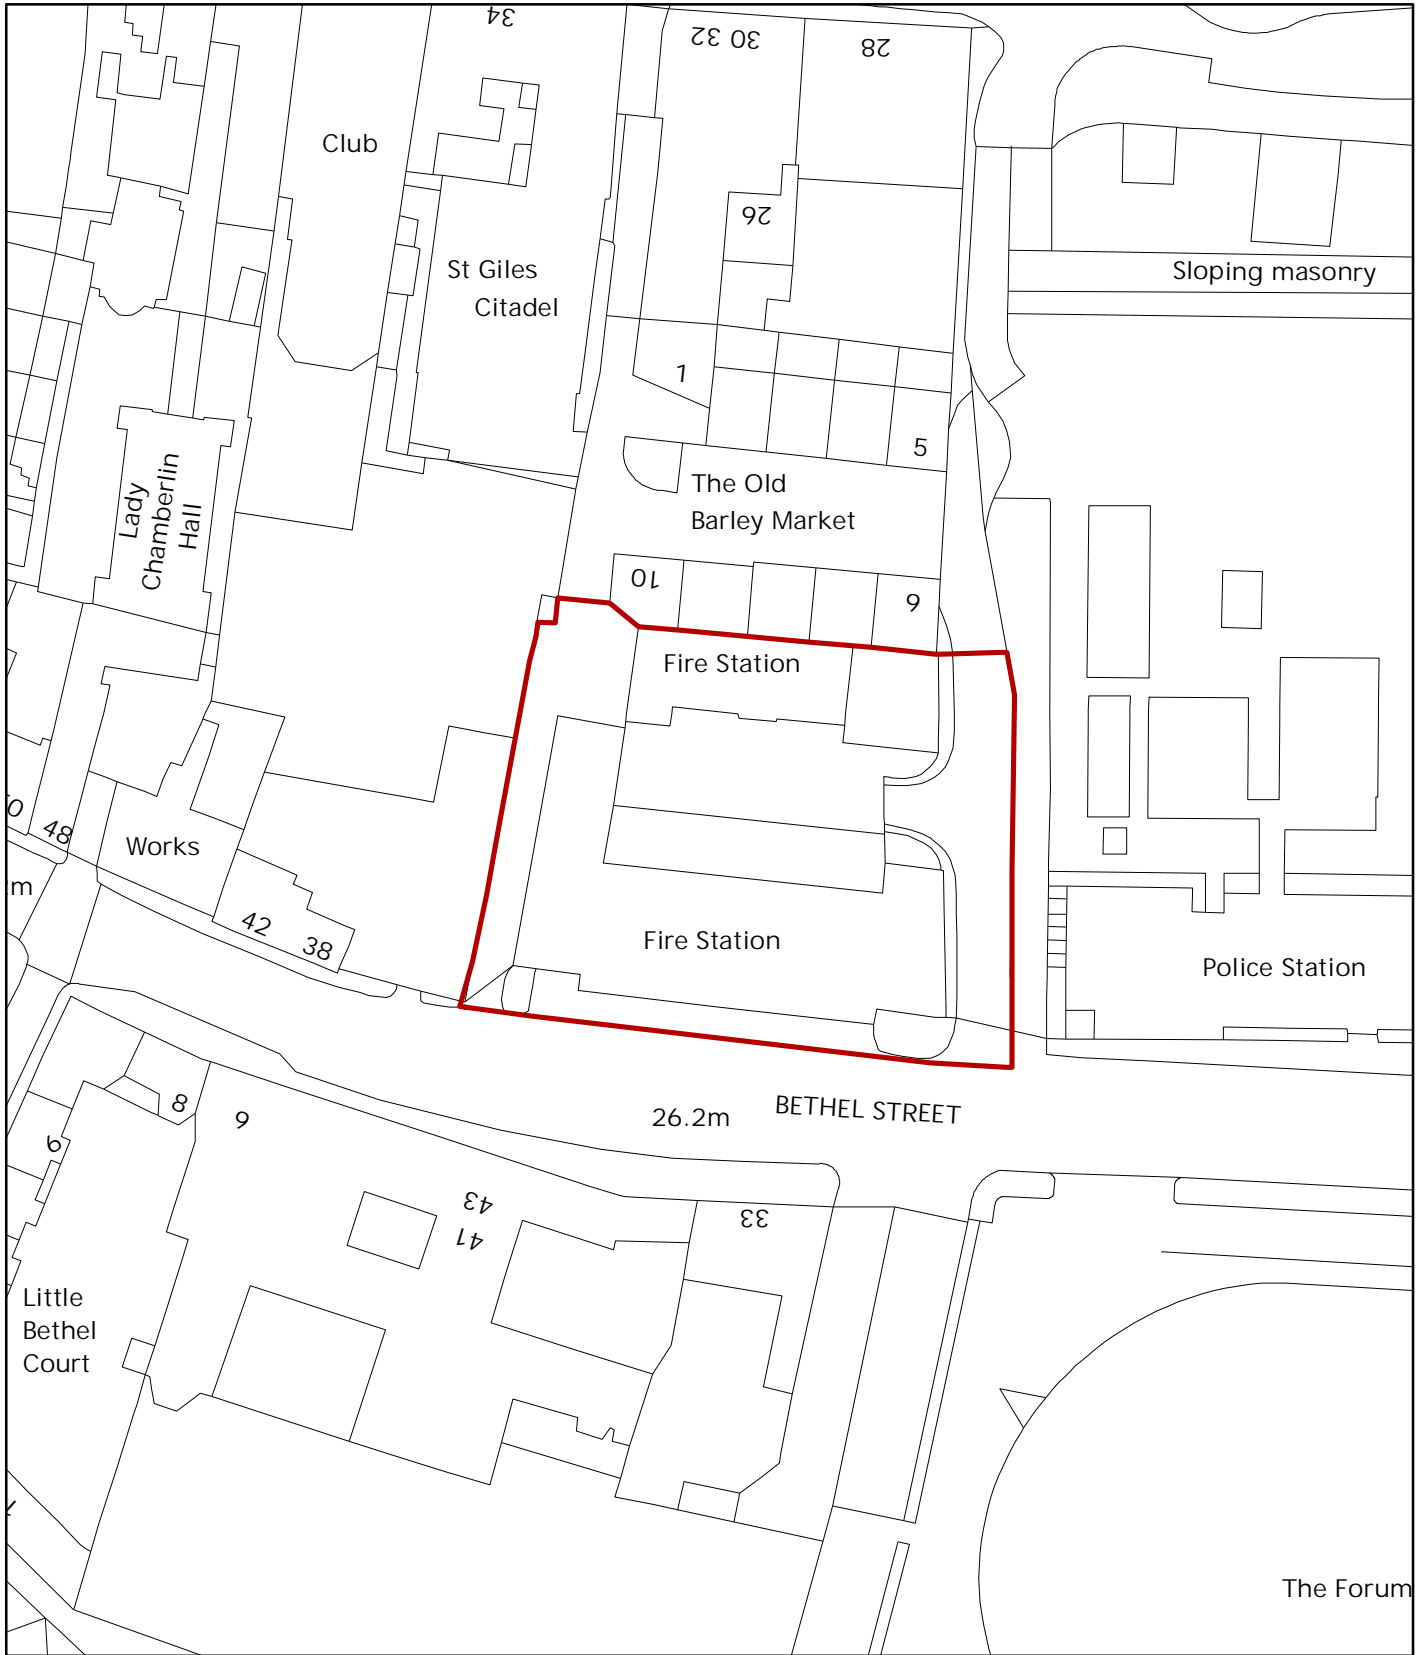 34
30 32
28
Club
26
St Giles
Citadel
Sloping masonry
1
5
Lady
Chamberlin
Hall
The Old
Barley Market
10
6
Fire Station
48
Works
m
42
38
Fire Station
Police Station
8
9
6
26.2m
BETHEL STREET
43
41
33
Little
Bethel
Court
The Forum